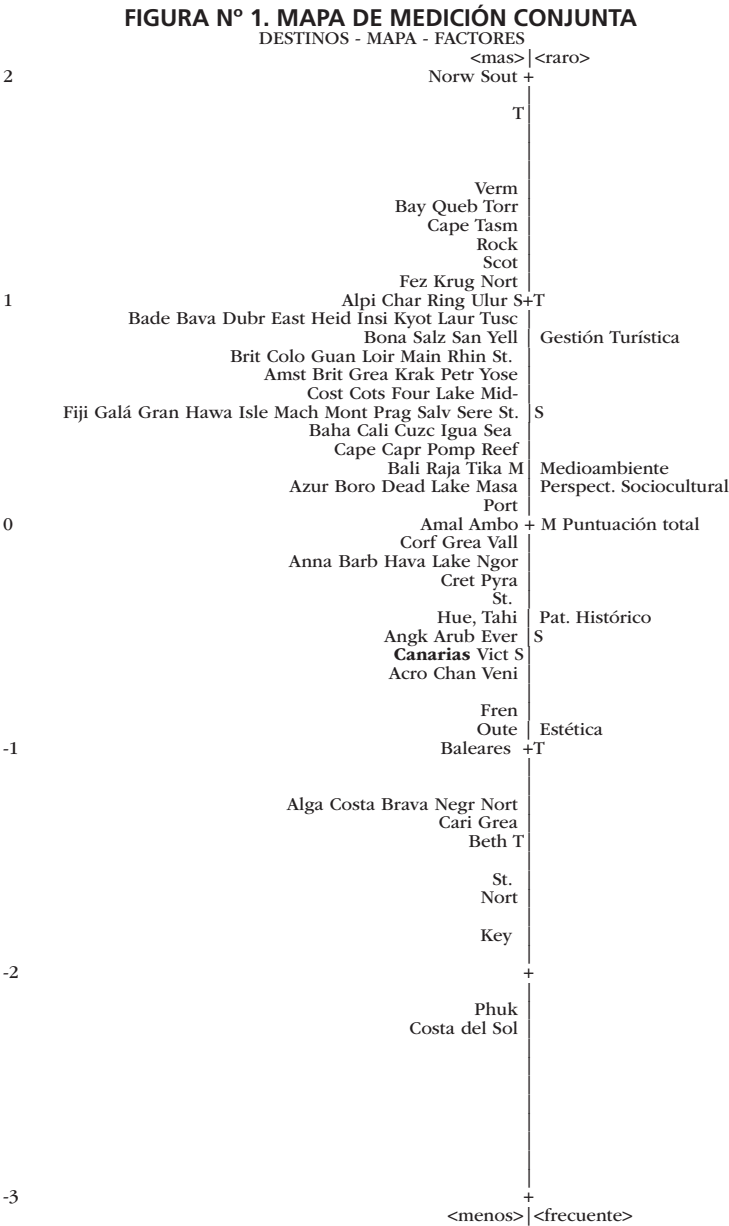 FIGURA Nº 1. MAPA DE MEDICIÓN CONJUNTA
DESTINOS - MAPA - FACTORES
<mas>|<raro>
2 Norw Sout +
T|
Verm |
Bay Queb Torr |
Cape Tasm |
Rock |
Scot |
Fez Krug Nort |
1 Alpi Char Ring Ulur S+T
Bade Bava Dubr East Heid Insi Kyot Laur Tusc |
Bona Salz San Yell | Gestión Turística
Brit Colo Guan Loir Main Rhin St. |
Amst Brit Grea Krak Petr Yose |
Cost Cots Four Lake Mid- |
Fiji Galá Gran Hawa Isle Mach Mont Prag Salv Sere St. |S
Baha Cali Cuzc Igua Sea |
Cape Capr Pomp Reef |
Bali Raja Tika M| Medioambiente
Azur Boro Dead Lake Masa | Perspect. Sociocultural
Port |
0 Amal Ambo + M Puntuación total
Corf Grea Vall |
Anna Barb Hava Lake Ngor |
Cret Pyra |
St. |
Hue, Tahi | Pat. Histórico
Angk Arub Ever |S
Canarias Vict S|
Acro Chan Veni |
Fren |
Oute | Estética
-1 Baleares +T
Alga Costa Brava Negr Nort |
Cari Grea |
Beth T|
St. |
Nort |
Key |
-2 +
Phuk |
Costa del Sol |
-3 +
<menos>|<frecuente>